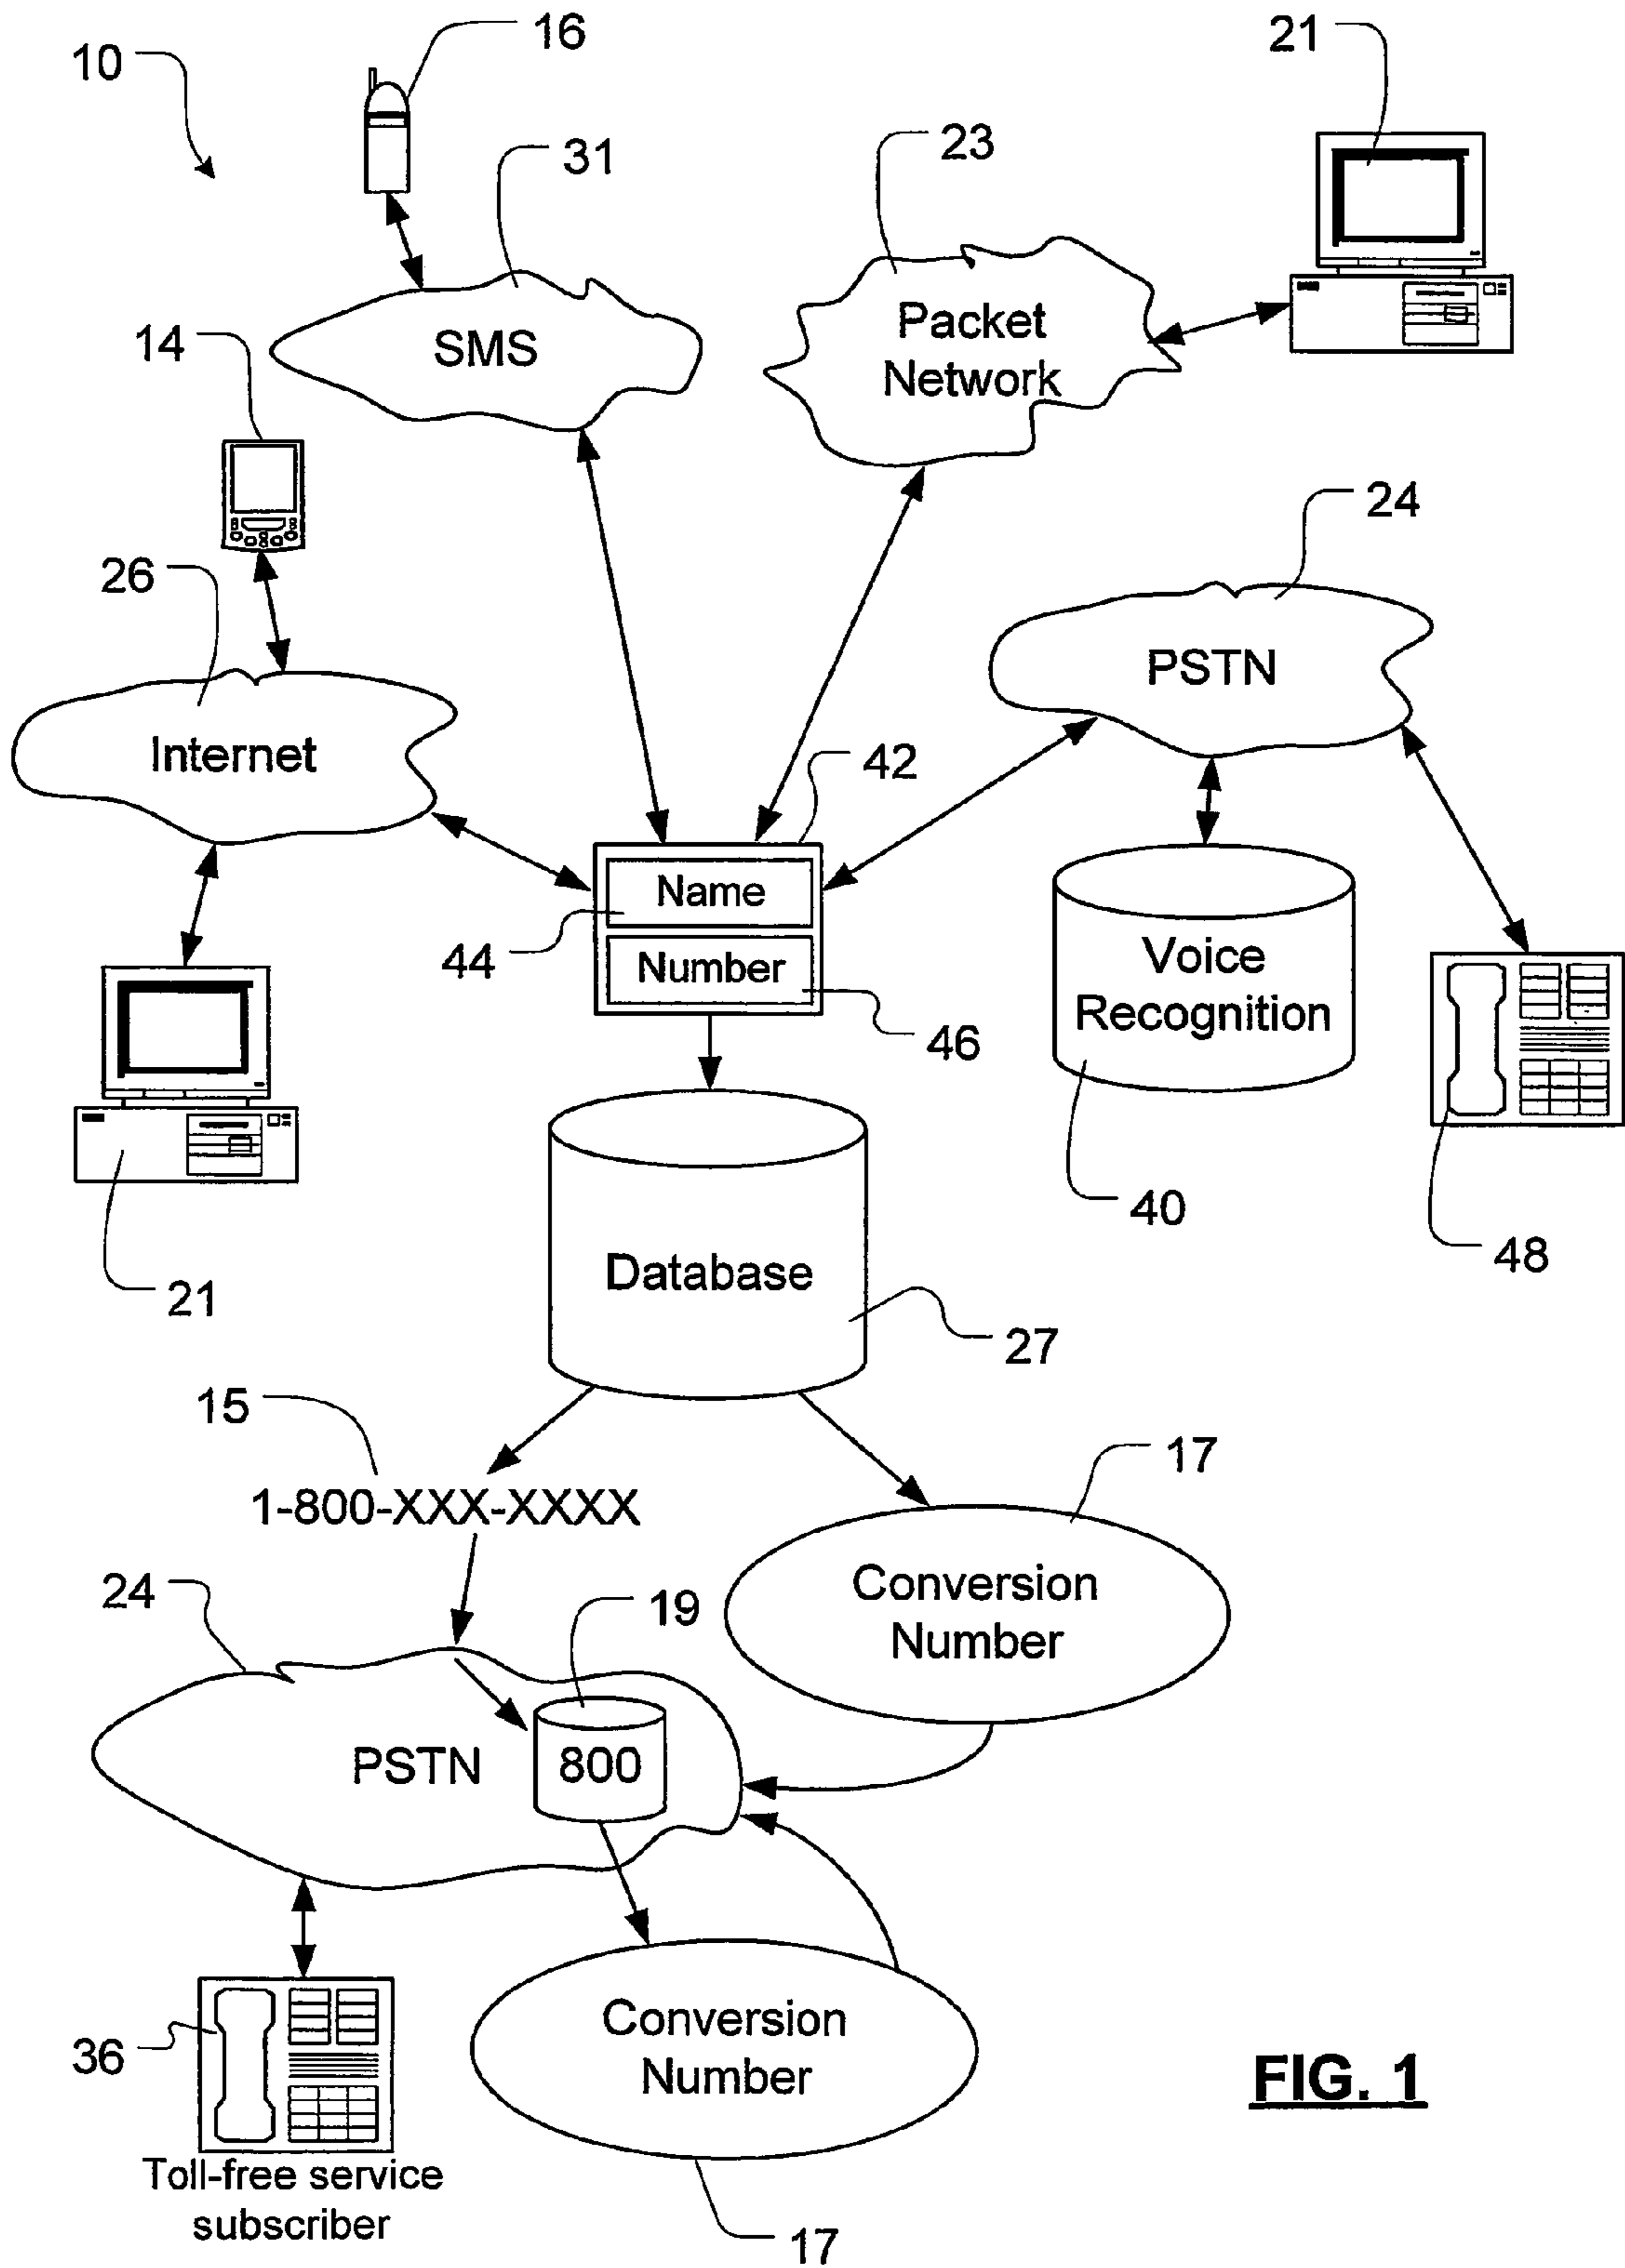 10
16
21
31
23
Packet
Network
SMS
14
24
26
PSTN
Internet
42
Name
44
Number
46
Voice
Recognition
40
48
21
Database
27
15
1-800-XXX-XXXX
17
Conversion
Number
24
19
PSTN
800
36
Conversion
Number
FIG. 1
Toll-free service
subscriber
17